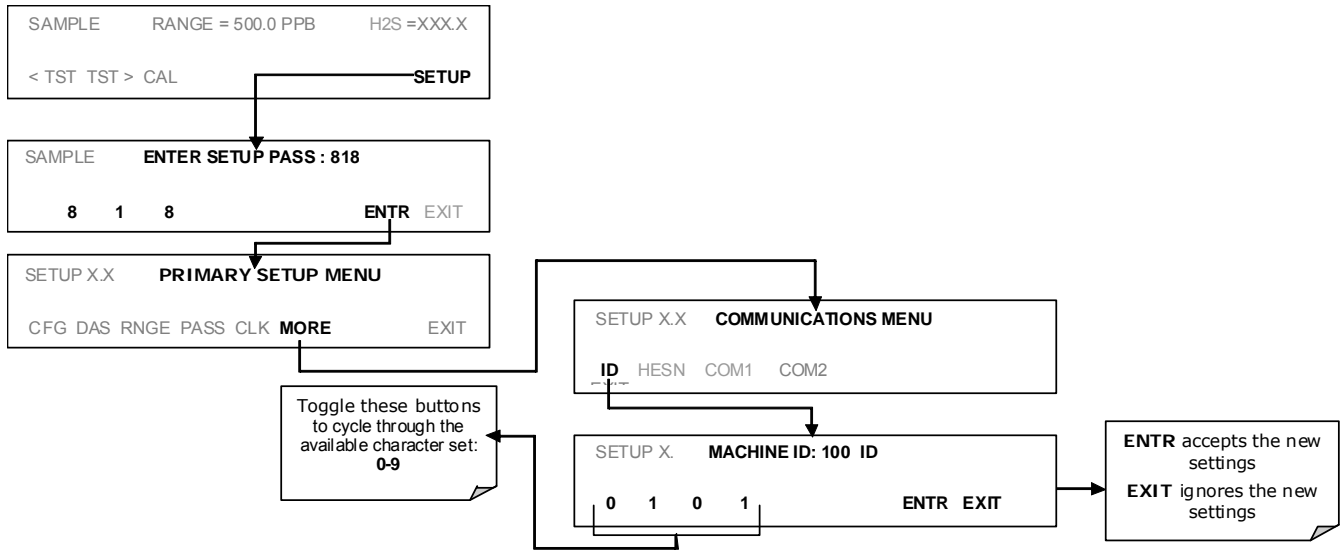 SAMPLE RANGE = 500.0 PPB H2S =XXX.X
< TST TST > CAL SETUP
SAMPLE ENTER SETUP PASS : 818
8 1 8 ENTR EXIT
SETUP X.X PRIMARY SETUP MENU
CFG DAS RNGE PASS CLK MORE EXIT
SETUP X.X COMMUNICATIONS MENU
ID HESN COM1 COM2
Toggle these buttons
to cycle through the
available character set:
0-9
SETUP X. MACHINE ID: 100 ID
0 1 0 1 ENTR EXIT
ENTR accepts the new
settings
EXIT ignores the new
settings